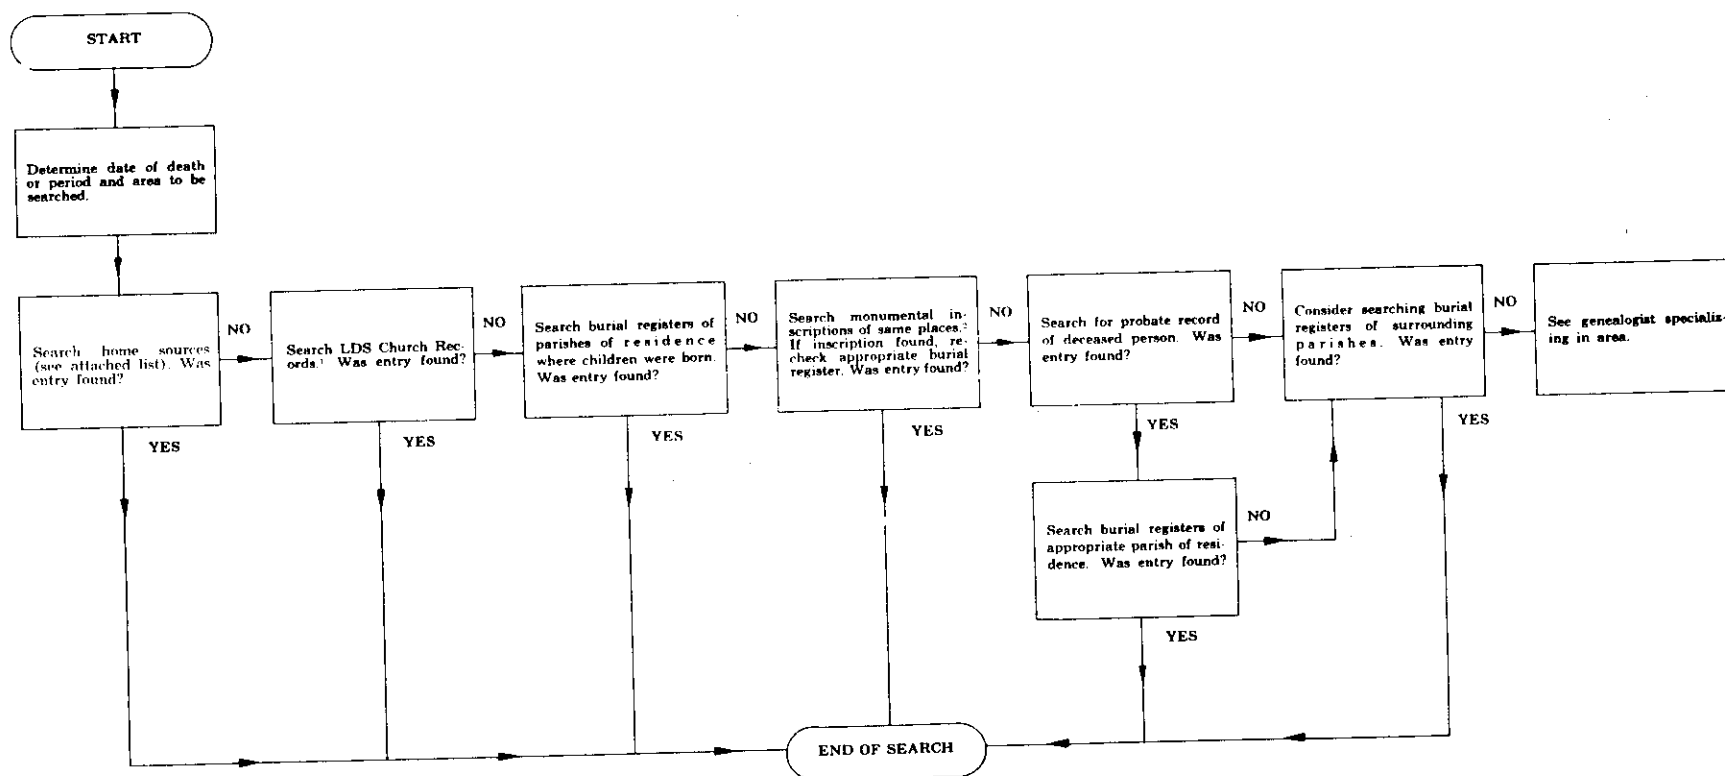 START
Determine date of death
or period and area to be
searched.
Search home sources
(see attached list). Was
entry found?
NO
YES
Search LDS Church Rec-
ords.¹ Was entry found?
NO
YES
Search burial registers of
parishes of residence
where children were born.
Was entry found?
NO
YES
Search monumental in-
scriptions of same places.²
If inscription found, re-
check appropriate burial
register. Was entry found?
NO
YES
Search for probate record
of deceased person. Was
entry found?
NO
YES
Search burial registers of
appropriate parish of resi-
dence. Was entry found?
NO
YES
Consider searching burial
registers of surrounding
parishes. Was entry
found?
NO
YES
See genealogist specializ-
ing in area.
END OF SEARCH